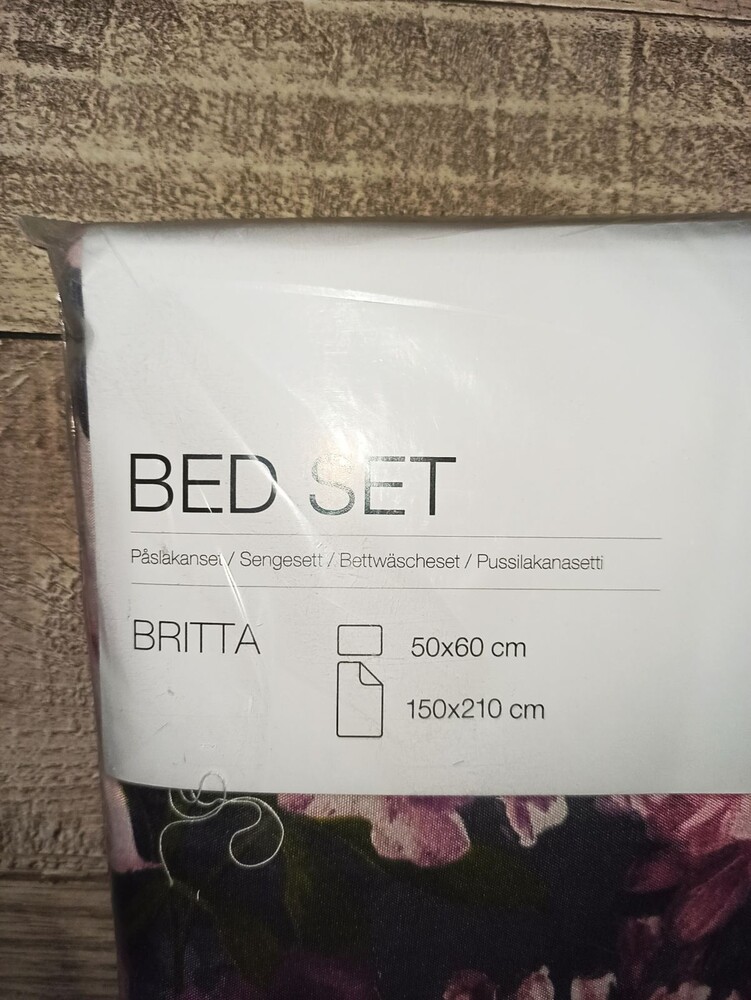 BED SET
Påslakanset / Sengesett / Bettwäscheset / Pussilakanasetti
BRITTA
50x60 cm
150x210 cm